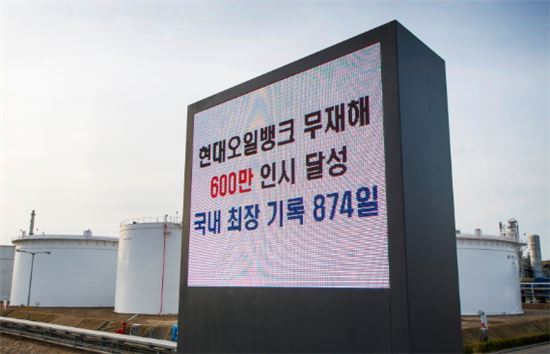 현대오일뱅크 무재해
600만 인시 달성
국내 최장 기록 874일